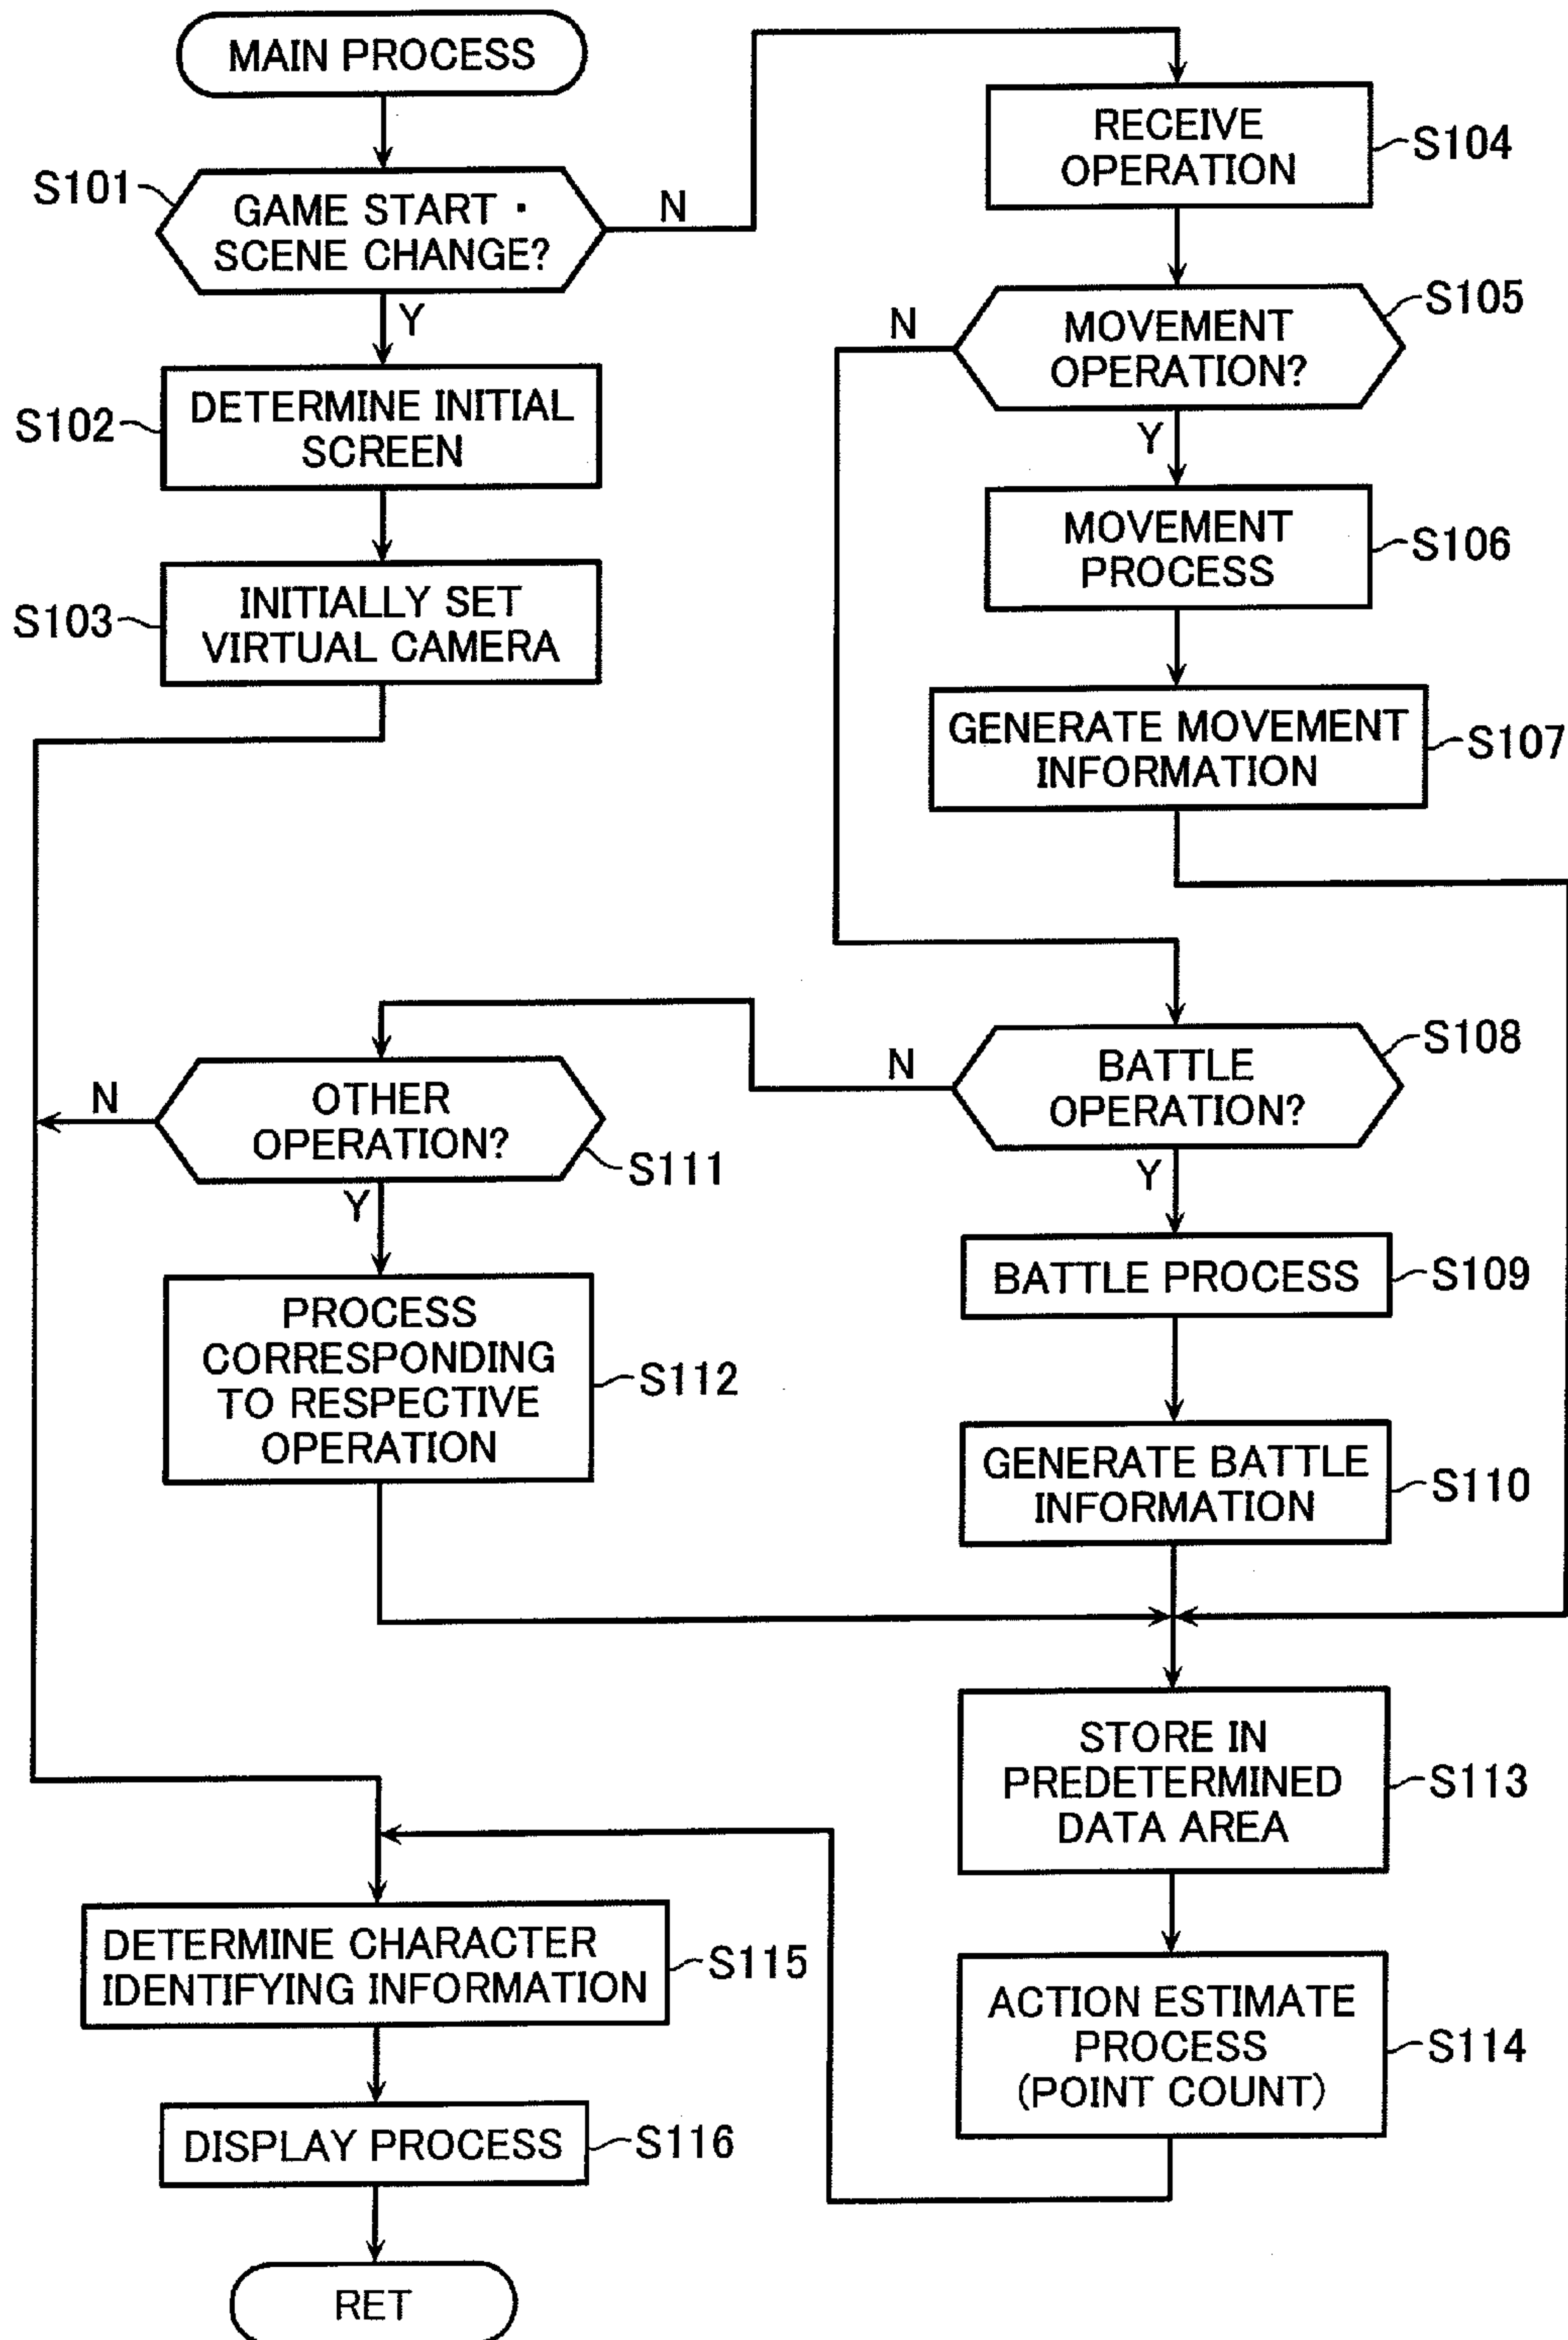 MAIN PROCESS
S101
GAME START ·
SCENE CHANGE?
N
Y
S102
DETERMINE INITIAL
SCREEN
S103
INITIALLY SET
VIRTUAL CAMERA
RECEIVE
OPERATION
S104
MOVEMENT
OPERATION?
S105
N
Y
MOVEMENT
PROCESS
S106
GENERATE MOVEMENT
INFORMATION
S107
BATTLE
OPERATION?
S108
N
Y
BATTLE PROCESS
S109
GENERATE BATTLE
INFORMATION
S110
OTHER
OPERATION?
S111
N
Y
PROCESS
CORRESPONDING
TO RESPECTIVE
OPERATION
S112
STORE IN
PREDETERMINED
DATA AREA
S113
ACTION ESTIMATE
PROCESS
(POINT COUNT)
S114
DETERMINE CHARACTER
IDENTIFYING INFORMATION
S115
DISPLAY PROCESS
S116
RET